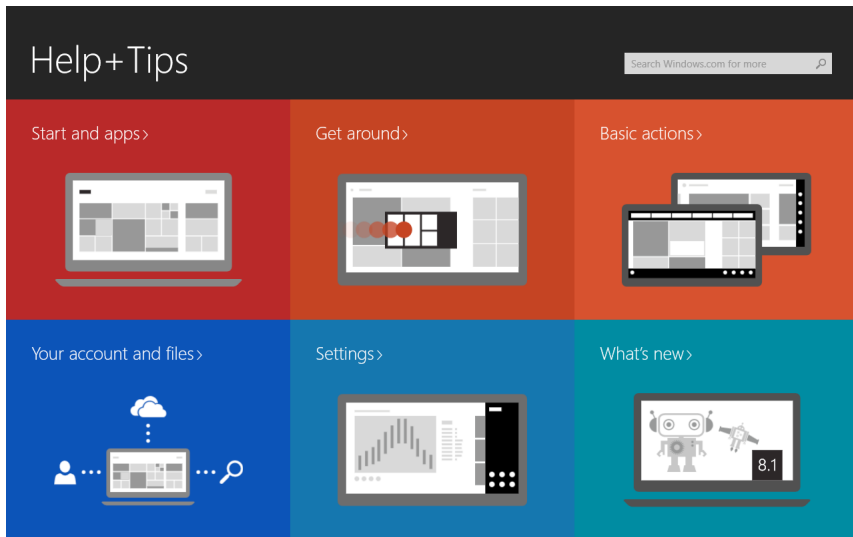 Help+Tips
Search Windows.com for more
Start and apps›
Get around›
Basic actions›
Your account and files›
Settings›
What's new›
8.1